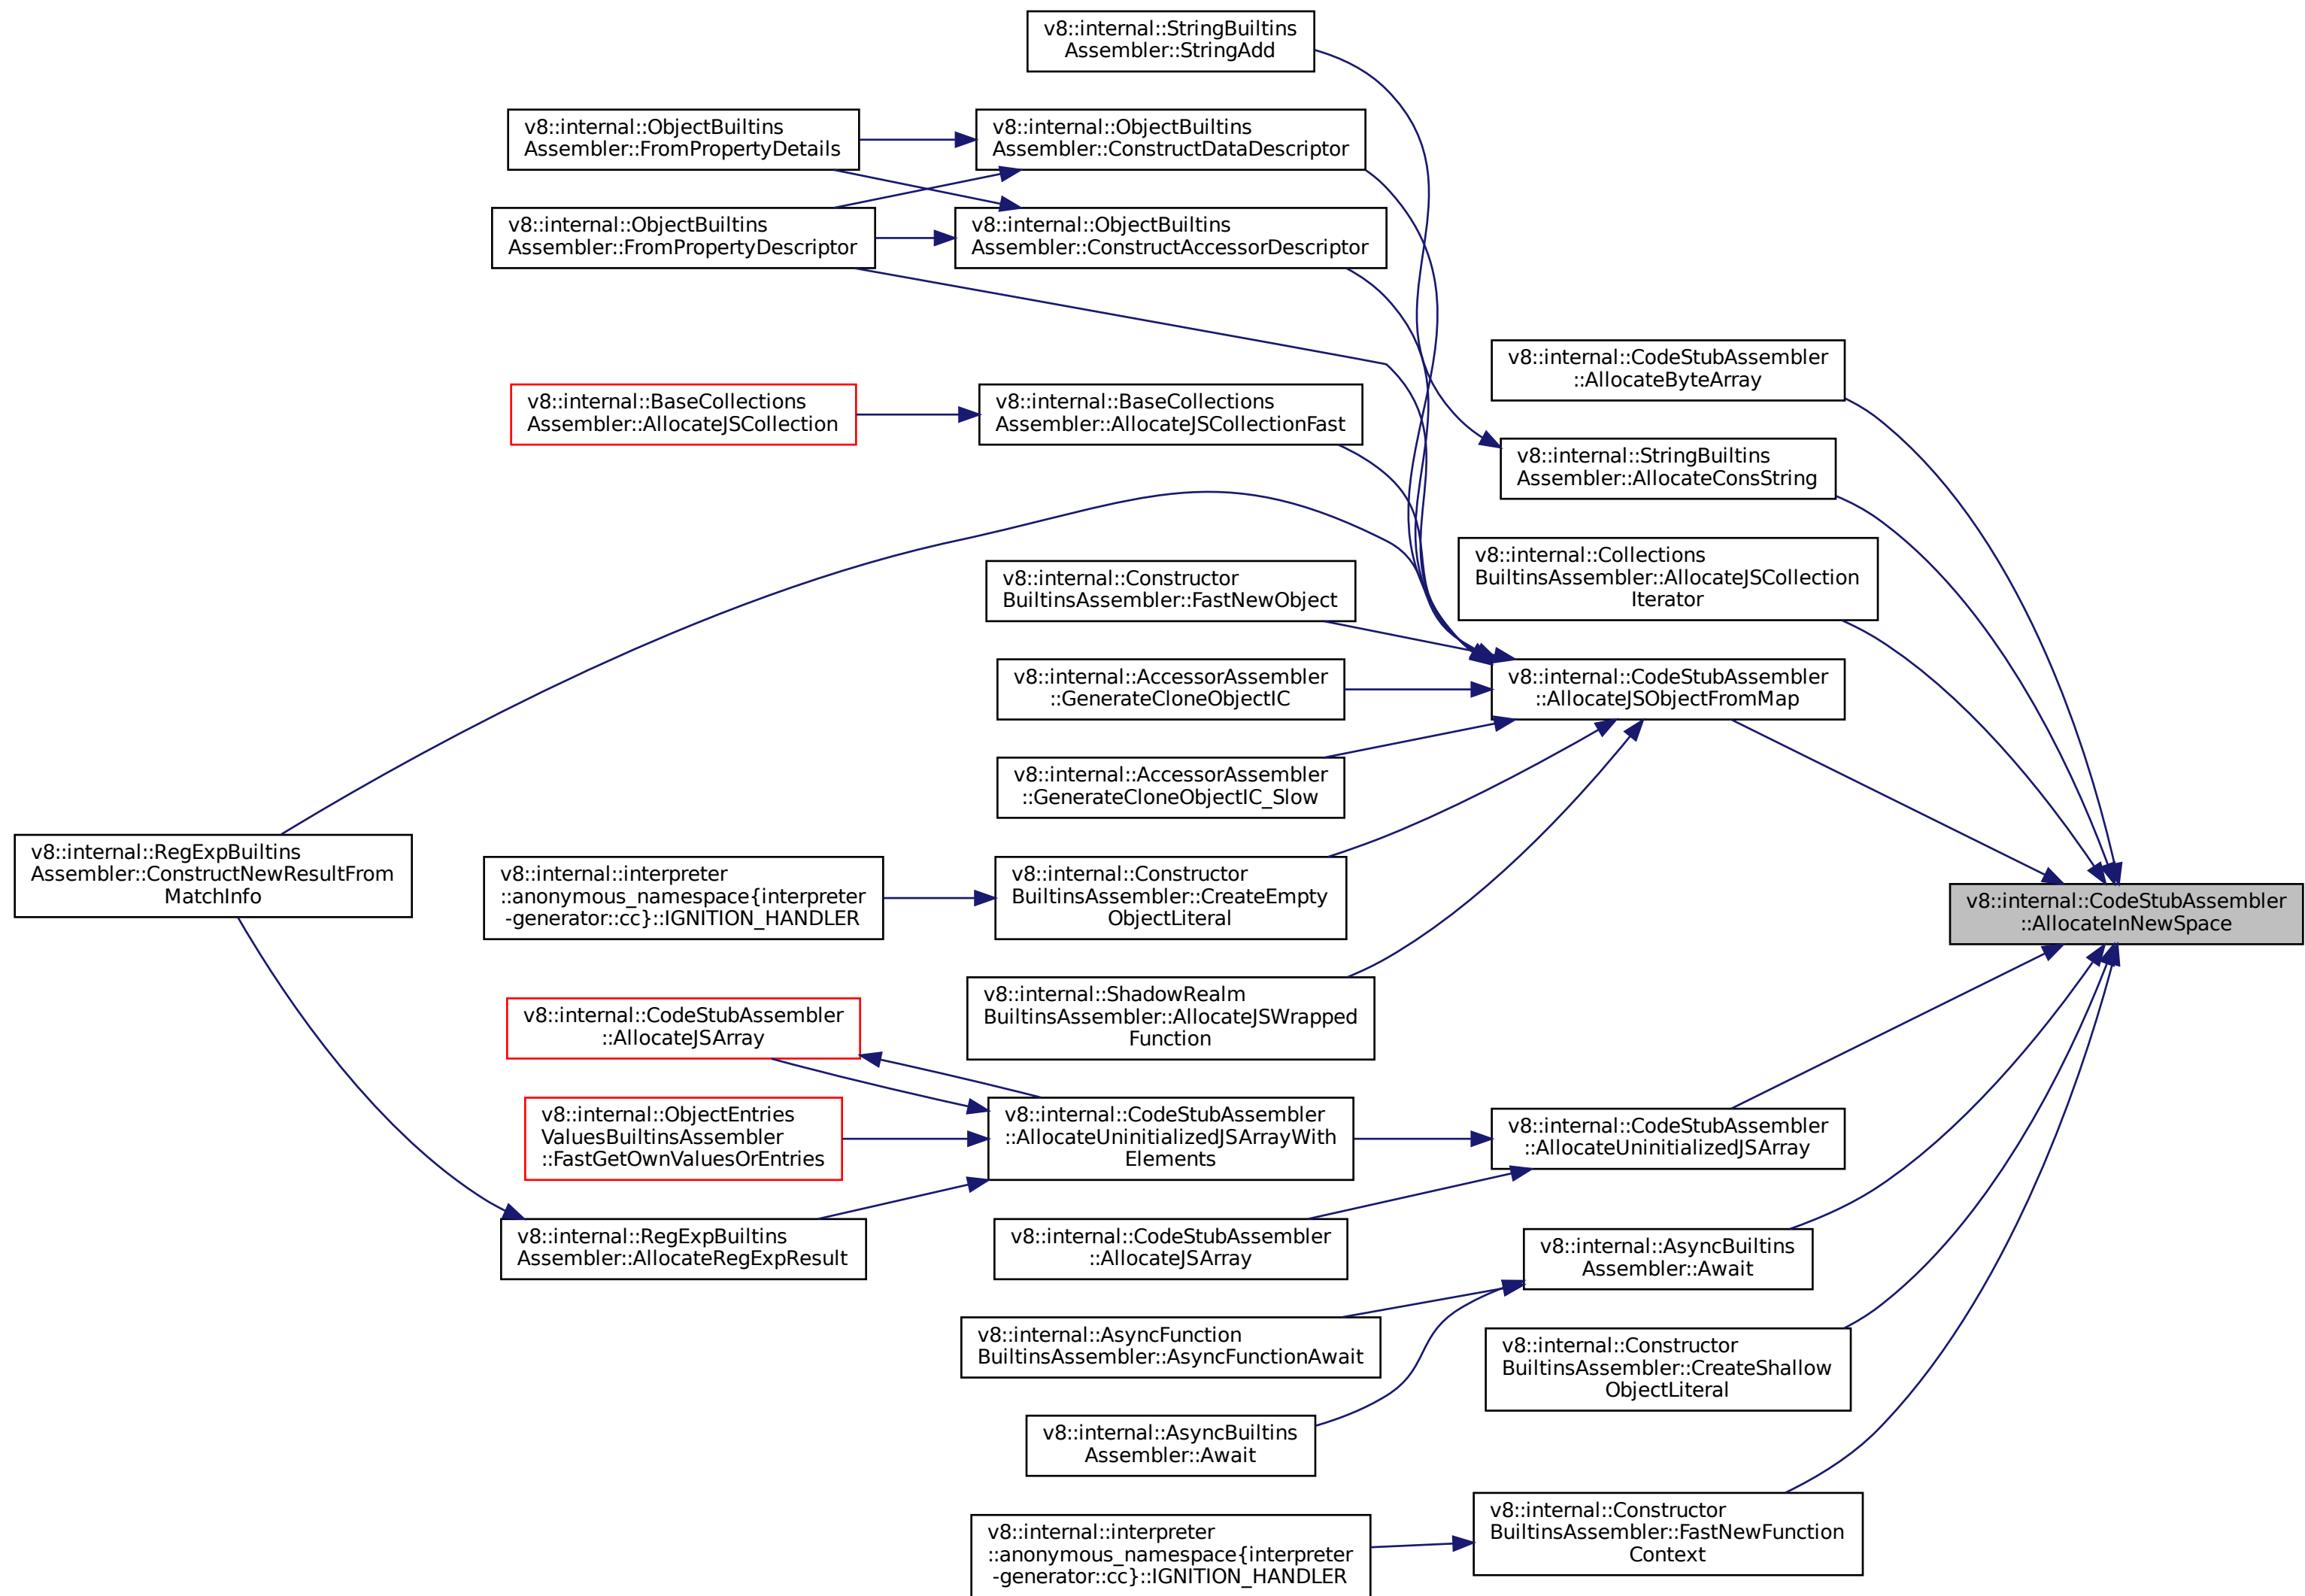 v8::internal::StringBuiltins
Assembler::StringAdd
v8::internal::ObjectBuiltins
Assembler::FromPropertyDetails
v8::internal::ObjectBuiltins
Assembler::ConstructDataDescriptor
v8::internal::ObjectBuiltins
Assembler::FromPropertyDescriptor
v8::internal::ObjectBuiltins
Assembler::ConstructAccessorDescriptor
v8::internal::CodeStubAssembler
::AllocateByteArray
v8::internal::BaseCollections
Assembler::AllocateJSCollection
v8::internal::BaseCollections
Assembler::AllocateJSCollectionFast
v8::internal::StringBuiltins
Assembler::AllocateConsString
v8::internal::Collections
BuiltinsAssembler::AllocateJSCollection
Iterator
v8::internal::Constructor
BuiltinsAssembler::FastNewObject
v8::internal::AccessorAssembler
::GenerateCloneObjectIC
v8::internal::CodeStubAssembler
::AllocateJSObjectFromMap
v8::internal::AccessorAssembler
::GenerateCloneObjectIC_Slow
v8::internal::RegExpBuiltins
Assembler::ConstructNewResultFrom
MatchInfo
v8::internal::interpreter
::anonymous_namespace{interpreter
-generator::cc}::IGNITION_HANDLER
v8::internal::Constructor
BuiltinsAssembler::CreateEmpty
ObjectLiteral
v8::internal::CodeStubAssembler
::AllocateInNewSpace
v8::internal::ShadowRealm
BuiltinsAssembler::AllocateJSWrapped
Function
v8::internal::CodeStubAssembler
::AllocateJSArray
v8::internal::ObjectEntries
ValuesBuiltinsAssembler
::FastGetOwnValuesOrEntries
v8::internal::CodeStubAssembler
::AllocateUninitializedJSArrayWith
Elements
v8::internal::CodeStubAssembler
::AllocateUninitializedJSArray
v8::internal::RegExpBuiltins
Assembler::AllocateRegExpResult
v8::internal::CodeStubAssembler
::AllocateJSArray
v8::internal::AsyncBuiltins
Assembler::Await
v8::internal::AsyncFunction
BuiltinsAssembler::AsyncFunctionAwait
v8::internal::Constructor
BuiltinsAssembler::CreateShallow
ObjectLiteral
v8::internal::AsyncBuiltins
Assembler::Await
v8::internal::Constructor
BuiltinsAssembler::FastNewFunction
Context
v8::internal::interpreter
::anonymous_namespace{interpreter
-generator::cc}::IGNITION_HANDLER